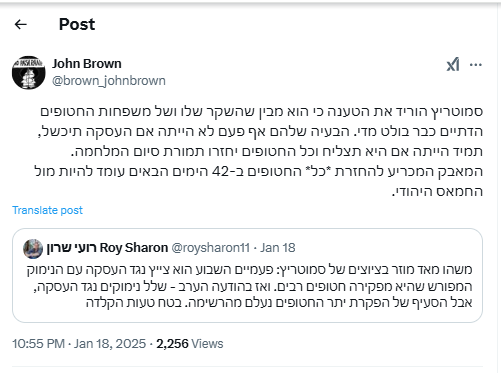 Post
John Brown
@brown_johnbrown
סמוטריץ הוריד את הטענה כי הוא מבין שהשקר שלו ושל משפחות החטופים
הדתיים כבר בולט מדי. הבעיה שלהם אף פעם לא הייתה אם העסקה תיכשל,
תמיד הייתה אם היא תצליח וכל החטופים יחזרו תמורת סיום המלחמה.
המאבק המכריע להחזרת *כל* החטופים ב-42 הימים הבאים עומד להיות מול
החמאס היהודי.
Translate post
רועי שרון Roy Sharon @roysharon11 · Jan 18
משהו מאד מוזר בציוצים של סמוטריץ: פעמיים השבוע הוא צייץ נגד העסקה עם הנימוק
המפורש שהיא מפקירה חטופים רבים. ואז בהודעה הערב - שלל נימוקים נגד העסקה,
אבל הסעיף של הפקרת יתר החטופים נעלם מהרשימה. בטח טעות הקלדה
10:55 PM · Jan 18, 2025 · 2,256 Views